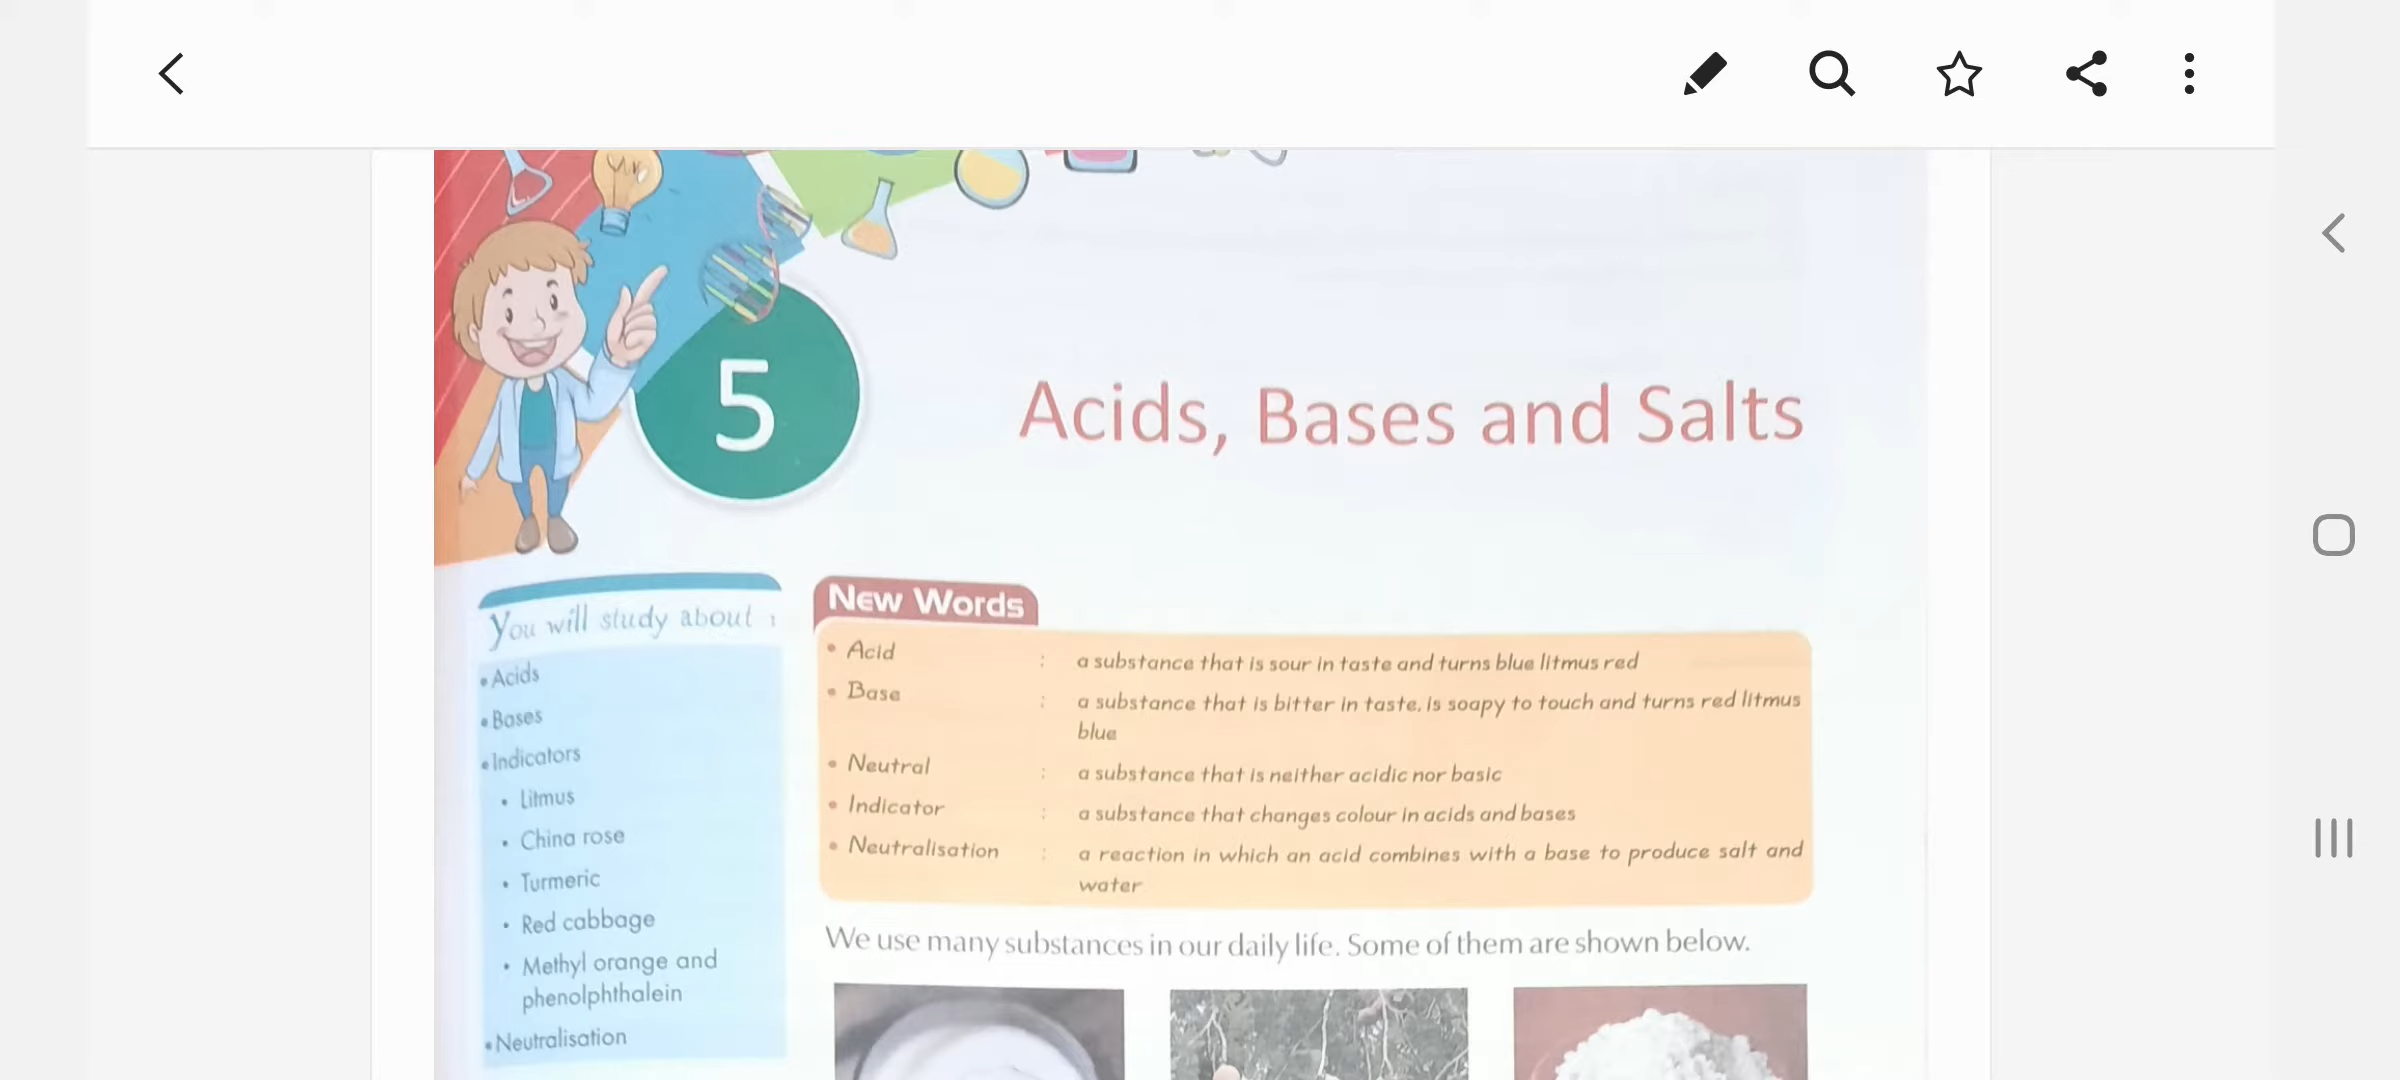 5
Acids, Bases and Salts
You will study about :
• Acids
• Bases
• Indicators
• Litmus
• China rose
• Turmeric
• Red cabbage
• Methyl orange and
phenolphthalein
• Neutralisation
New Words
• Acid : a substance that is sour in taste and turns blue litmus red
• Base : a substance that is bitter in taste, is soapy to touch and turns red litmus
blue
• Neutral : a substance that is neither acidic nor basic
• Indicator : a substance that changes colour in acids and bases
• Neutralisation : a reaction in which an acid combines with a base to produce salt and
water
We use many substances in our daily life. Some of them are shown below.